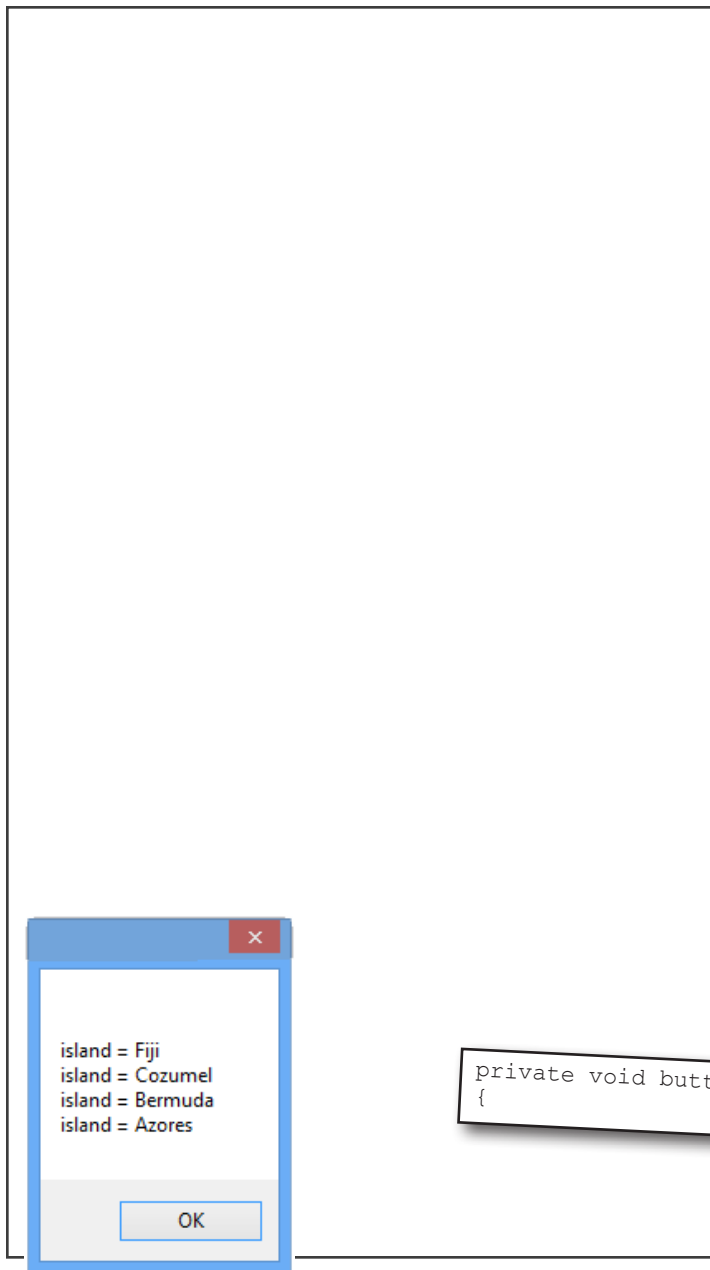 island = Fiji
island = Cozumel
island = Bermuda
island = Azores
OK
private void butt
{